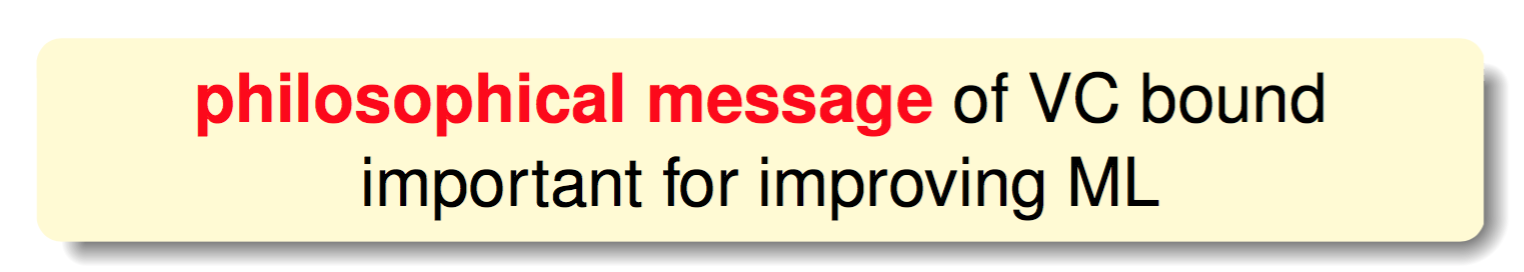 philosophical message of VC bound
important for improving ML